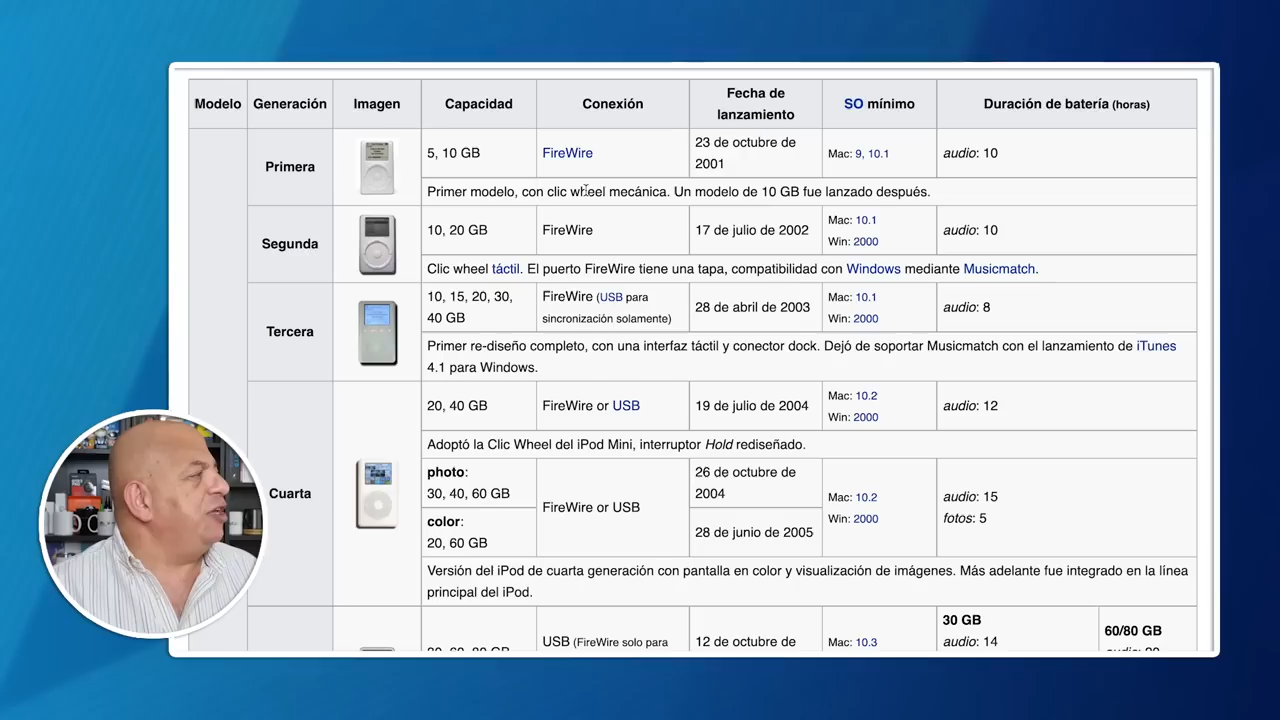 Modelo Generación Imagen Capacidad Conexión Fecha de lanzamiento SO mínimo Duración de batería (horas)
Primera 5, 10 GB FireWire 23 de octubre de 2001 Mac: 9, 10.1 audio: 10
Primer modelo, con clic wheel mecánica. Un modelo de 10 GB fue lanzado después.
Segunda 10, 20 GB FireWire 17 de julio de 2002 Mac: 10.1 Win: 2000 audio: 10
Clic wheel táctil. El puerto FireWire tiene una tapa, compatibilidad con Windows mediante Musicmatch.
Tercera 10, 15, 20, 30, 40 GB FireWire (USB para sincronización solamente) 28 de abril de 2003 Mac: 10.1 Win: 2000 audio: 8
Primer re-diseño completo, con una interfaz táctil y conector dock. Dejó de soportar Musicmatch con el lanzamiento de iTunes
4.1 para Windows.
Cuarta 20, 40 GB FireWire or USB 19 de julio de 2004 Mac: 10.2 Win: 2000 audio: 12
Adoptó la Clic Wheel del iPod Mini, interruptor Hold rediseñado.
photo: 30, 40, 60 GB FireWire or USB 26 de octubre de 2004 Mac: 10.2 Win: 2000 audio: 15 fotos: 5
color: 20, 60 GB 28 de junio de 2005
Versión del iPod de cuarta generación con pantalla en color y visualización de imágenes. Más adelante fue integrado en la línea
principal del iPod.
USB (FireWire solo para 12 de octubre de Mac: 10.3 30 GB audio: 14 60/80 GB